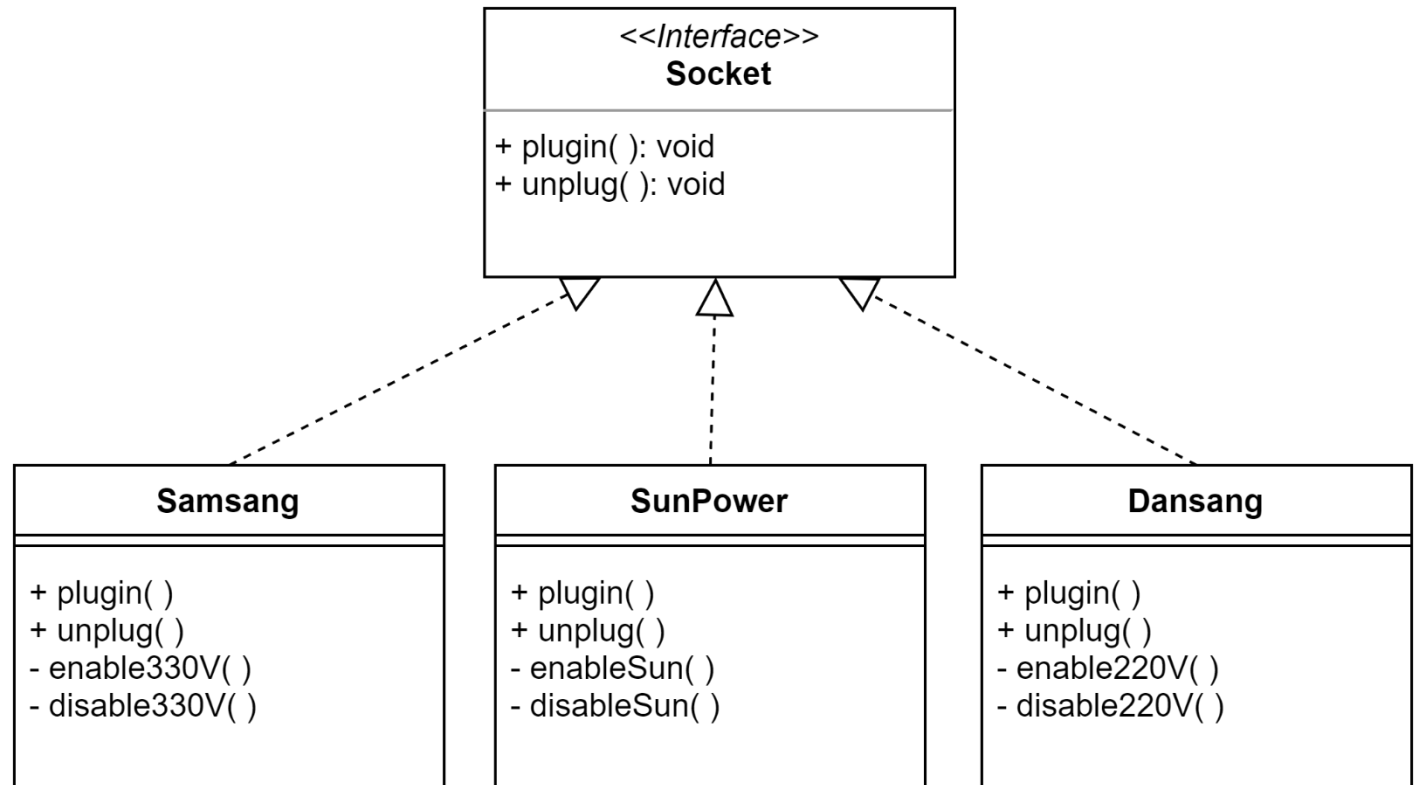 <<Interface>>
Socket
+ plugin( ): void
+ unplug( ): void
Samsang
+ plugin( )
+ unplug( )
- enable330V( )
- disable330V( )
SunPower
+ plugin( )
+ unplug( )
- enableSun( )
- disableSun( )
Dansang
+ plugin( )
+ unplug( )
- enable220V( )
- disable220V( )